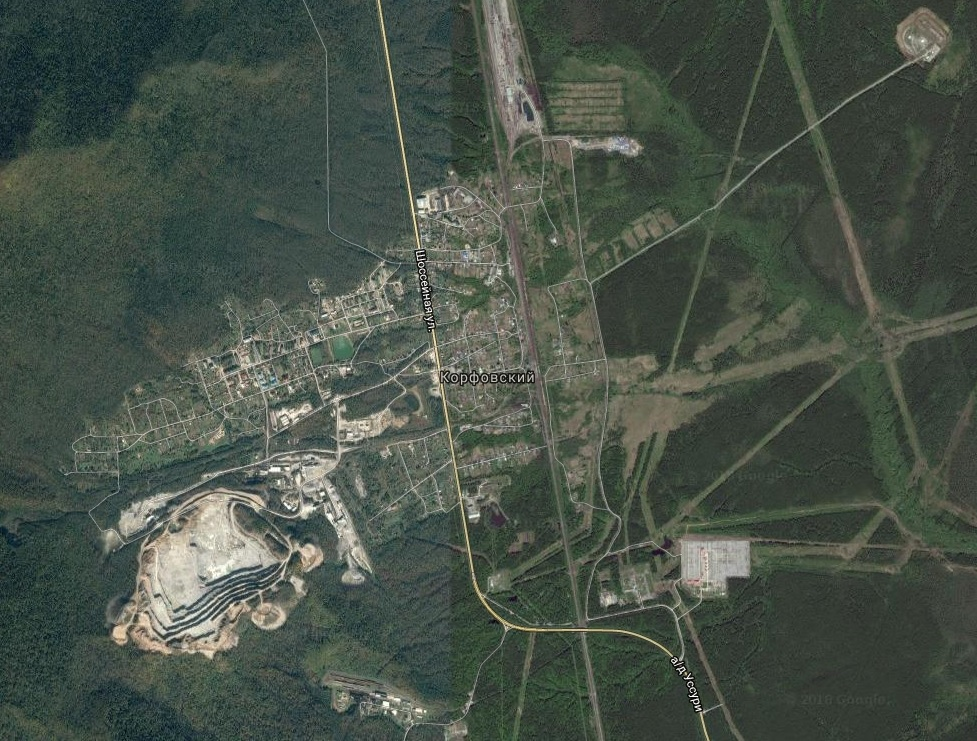 Шоссейная ул.
Корфовский
а/д Уссури
© 2018 Google